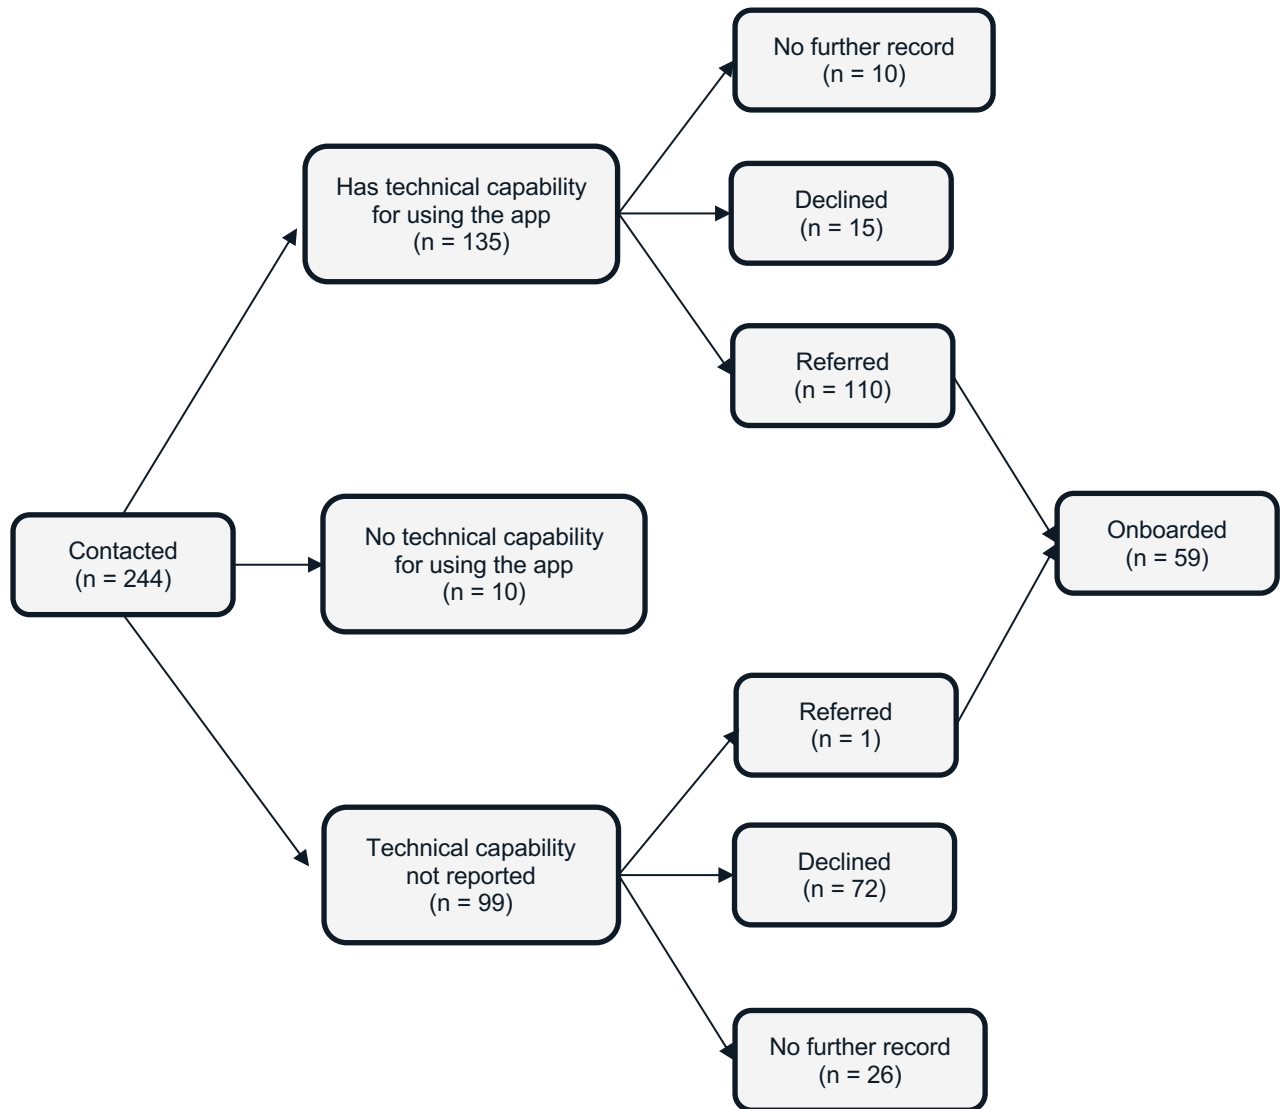 No further record
(n = 10)
Has technical capability
for using the app
(n = 135)
Declined
(n = 15)
Referred
(n = 110)
Contacted
(n = 244)
No technical capability
for using the app
(n = 10)
Onboarded
(n = 59)
Referred
(n = 1)
Technical capability
not reported
(n = 99)
Declined
(n = 72)
No further record
(n = 26)